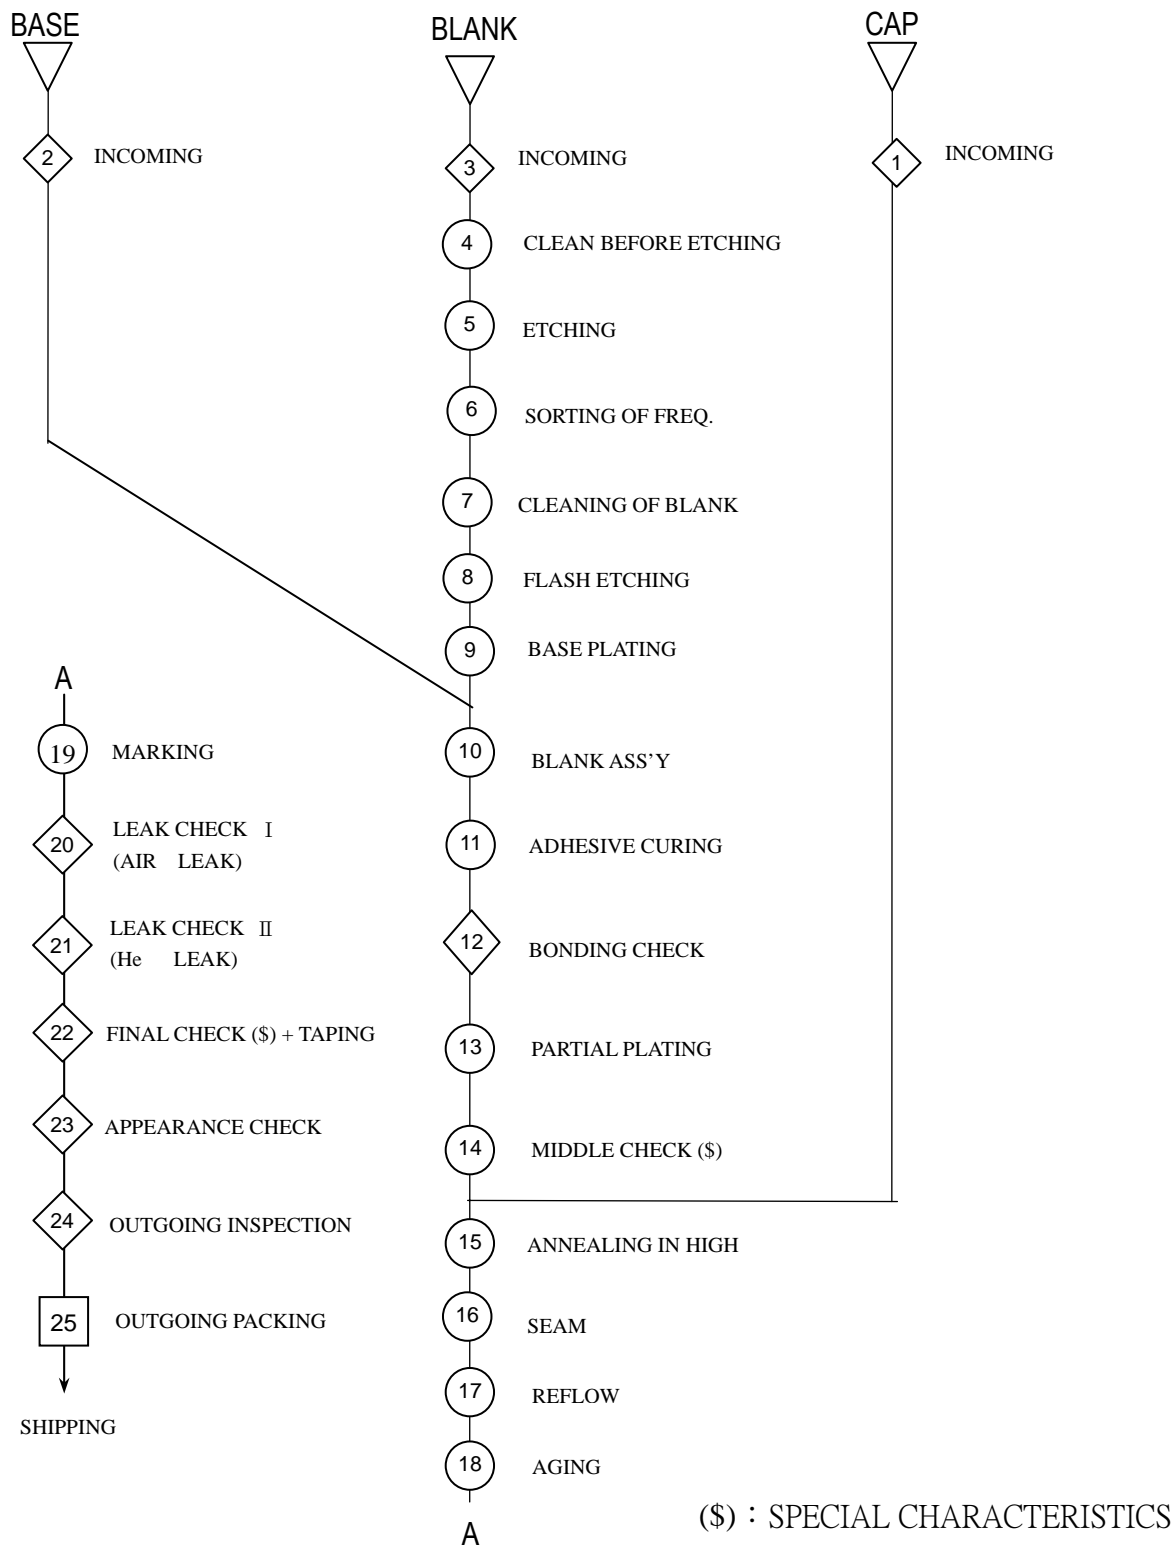 BASE
BLANK
CAP
2 INCOMING
3 INCOMING
1 INCOMING
4 CLEAN BEFORE ETCHING
5 ETCHING
6 SORTING OF FREQ.
7 CLEANING OF BLANK
8 FLASH ETCHING
9 BASE PLATING
10 BLANK ASS’Y
11 ADHESIVE CURING
12 BONDING CHECK
13 PARTIAL PLATING
14 MIDDLE CHECK ($)
15 ANNEALING IN HIGH
16 SEAM
17 REFLOW
18 AGING
A
A
19 MARKING
20 LEAK CHECK Ⅰ
(AIR LEAK)
21 LEAK CHECK Ⅱ
(He LEAK)
22 FINAL CHECK ($) + TAPING
23 APPEARANCE CHECK
24 OUTGOING INSPECTION
25 OUTGOING PACKING
SHIPPING
($)：SPECIAL CHARACTERISTICS